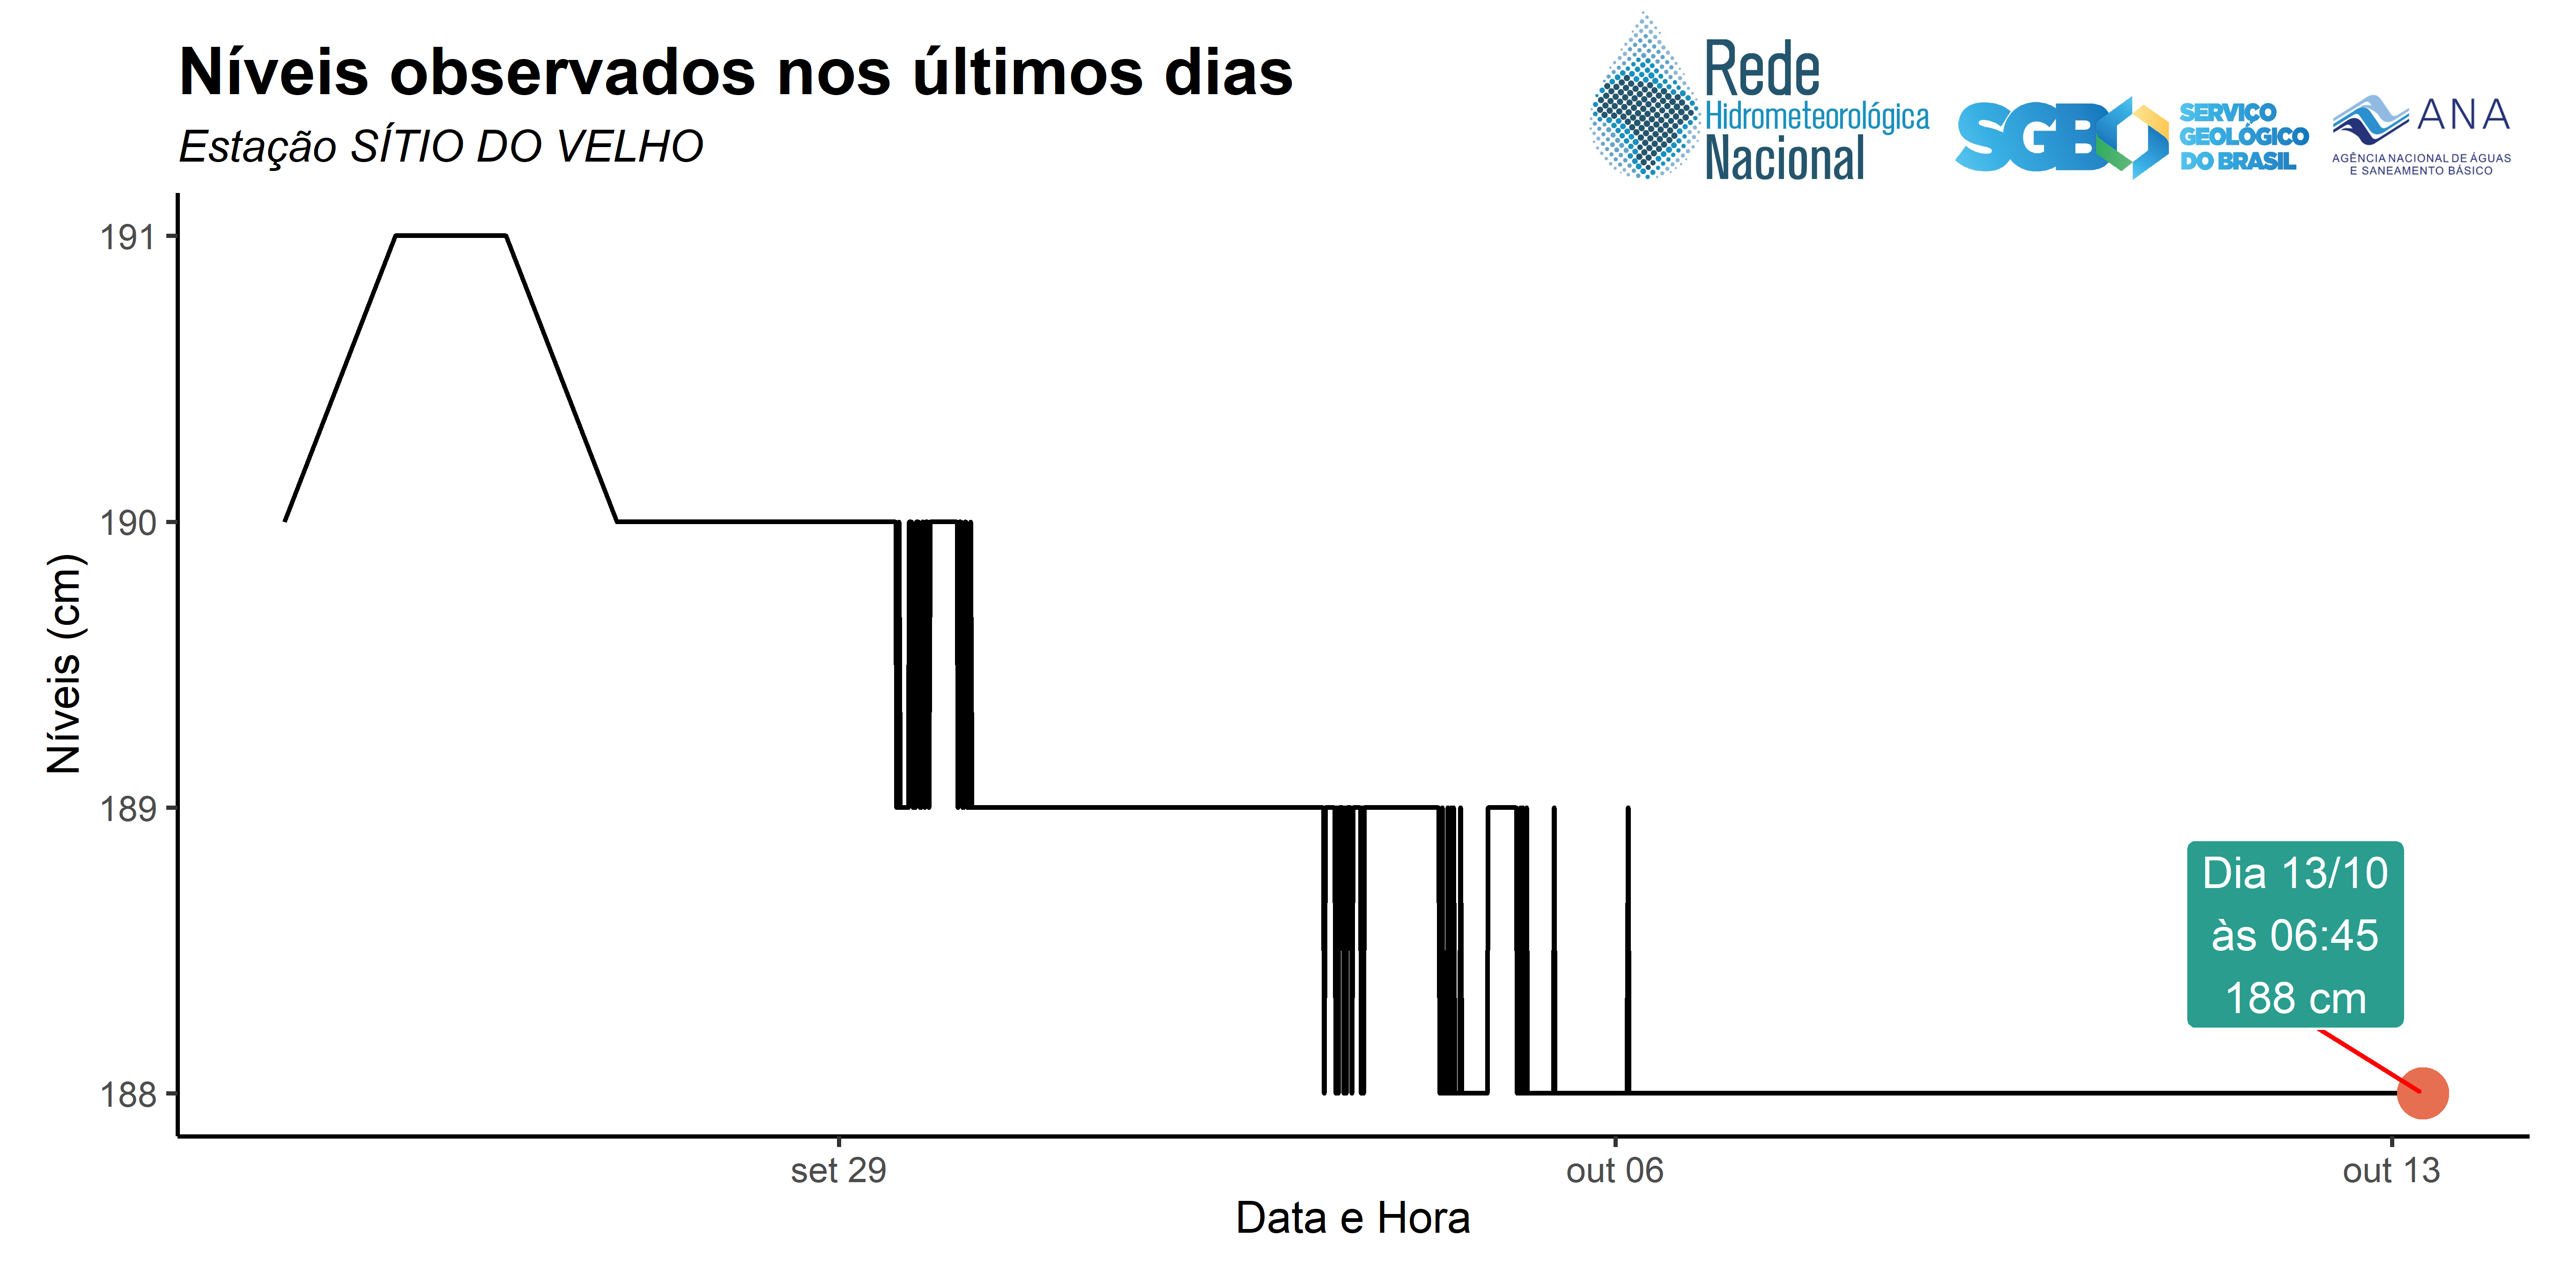 Níveis observados nos últimos dias
Estação SÍTIO DO VELHO
Rede
Hidrometeorológica
Nacional
SGB
SERVIÇO
GEOLÓGICO
DO BRASIL
ANA
AGÊNCIA NACIONAL DE ÁGUAS
E SANEAMENTO BÁSICO
191
190
189
188
Níveis (cm)
Dia 13/10
às 06:45
188 cm
set 29
out 06
out 13
Data e Hora